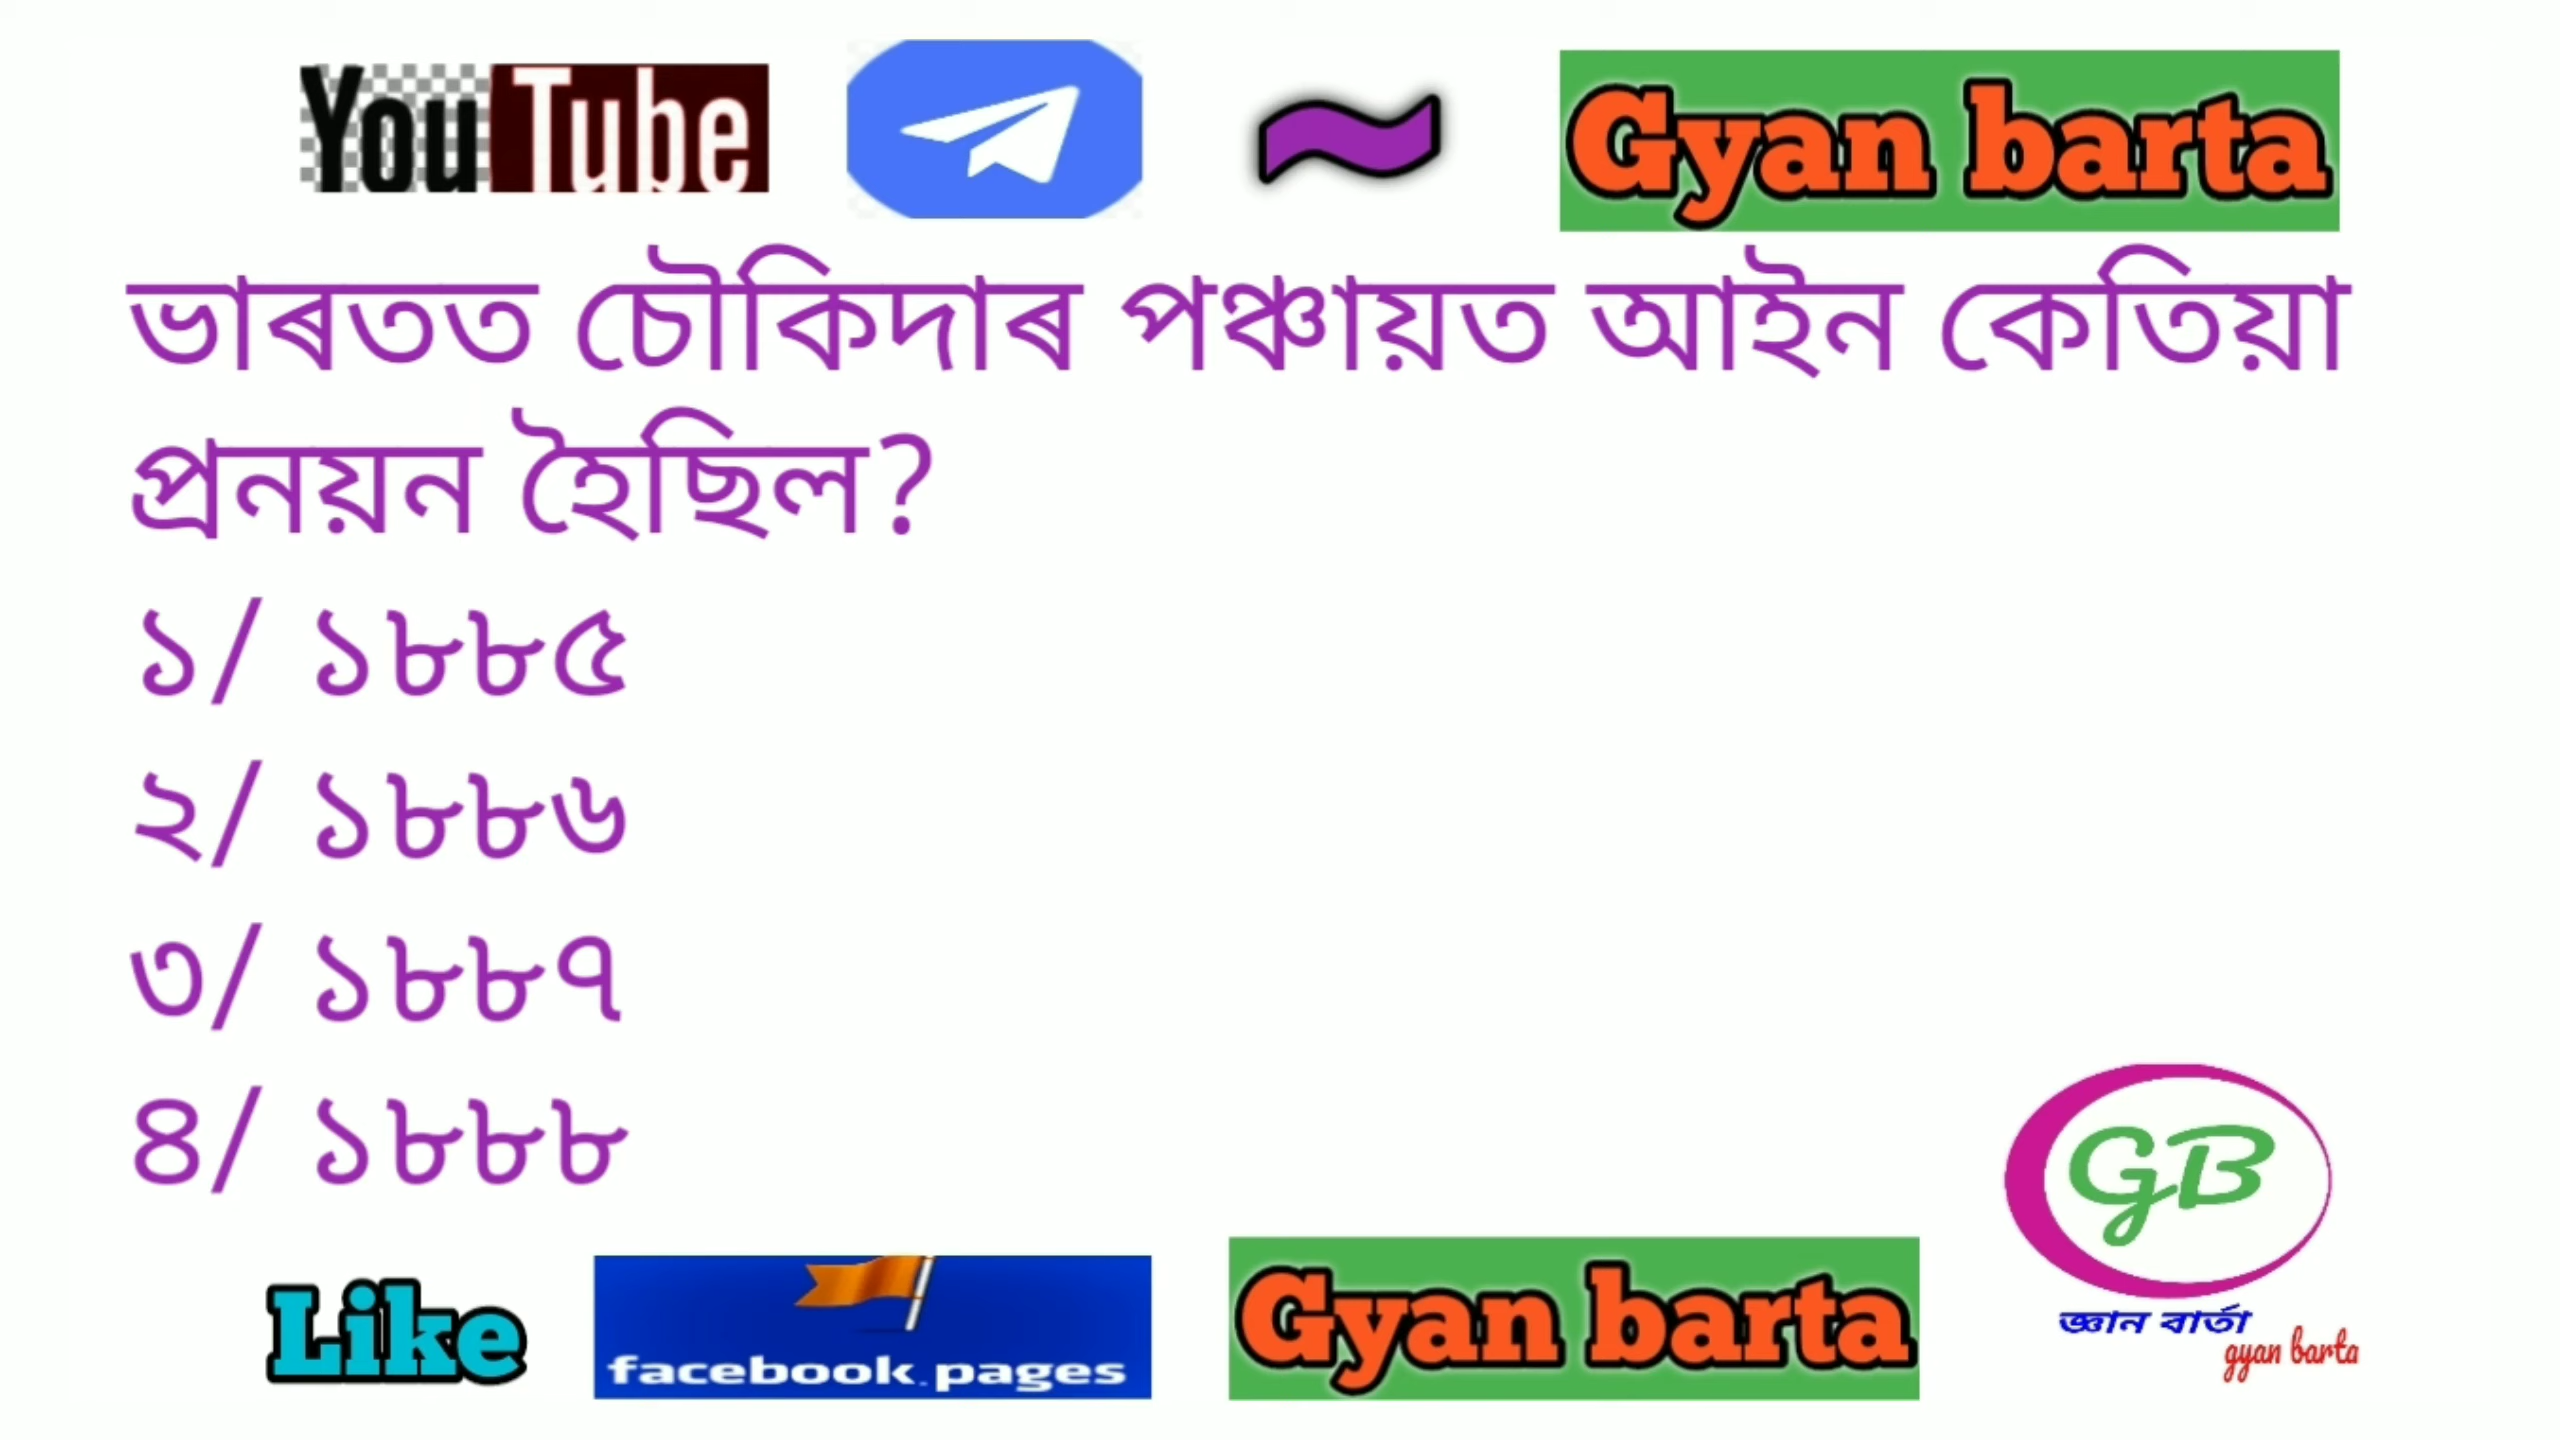 YouTube ~ Gyan barta
ভাৰতত চৌকিদাৰ পঞ্চায়ত আইন কেতিয়া
প্ৰনয়ন হৈছিল?
১/ ১৮৮৫
২/ ১৮৮৬
৩/ ১৮৮৭
৪/ ১৮৮৮
GB
জ্ঞান বাৰ্তা
gyan barta
Like facebook pages Gyan barta